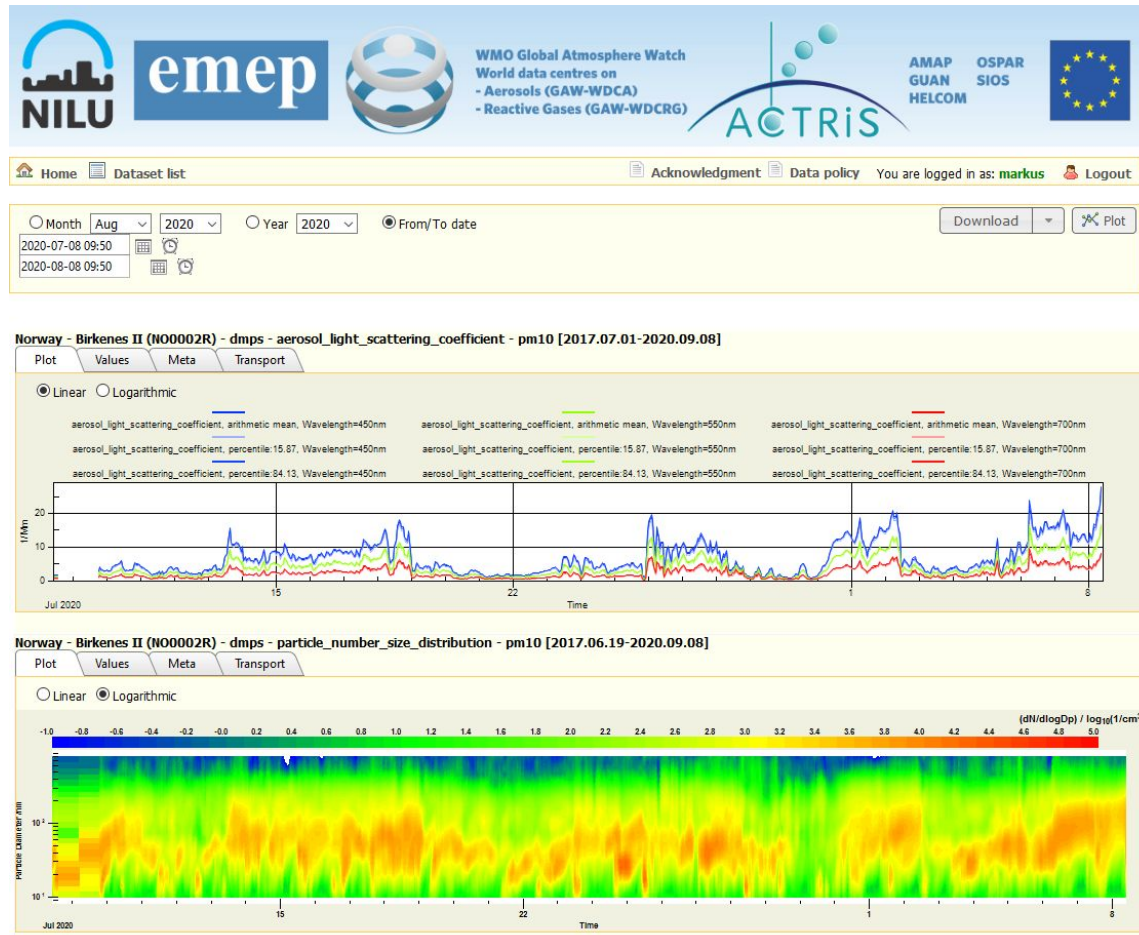 NILU
emep
WMO Global Atmosphere Watch
World data centres on
- Aerosols (GAW-WDCA)
- Reactive Gases (GAW-WDCRG)
ACTRiS
AMAP OSPAR
GUAN SIOS
HELCOM
Home Dataset list Acknowledgment Data policy You are logged in as: markus Logout
Month Aug 2020 Year 2020 From/To date Download Plot
2020-07-08 09:50
2020-08-08 09:50
Norway - Birkenes II (NO0002R) - dmps - aerosol_light_scattering_coefficient - pm10 [2017.07.01-2020.09.08]
Plot Values Meta Transport
Linear Logarithmic
aerosol_light_scattering_coefficient, arithmetic mean, Wavelength=450nm aerosol_light_scattering_coefficient, arithmetic mean, Wavelength=550nm aerosol_light_scattering_coefficient, arithmetic mean, Wavelength=700nm
aerosol_light_scattering_coefficient, percentile:15.87, Wavelength=450nm aerosol_light_scattering_coefficient, percentile:15.87, Wavelength=550nm aerosol_light_scattering_coefficient, percentile:15.87, Wavelength=700nm
aerosol_light_scattering_coefficient, percentile:84.13, Wavelength=450nm aerosol_light_scattering_coefficient, percentile:84.13, Wavelength=550nm aerosol_light_scattering_coefficient, percentile:84.13, Wavelength=700nm
20
1/Mm
10
0
15 22 1 8
Jul 2020 Time
Norway - Birkenes II (NO0002R) - dmps - particle_number_size_distribution - pm10 [2017.06.19-2020.09.08]
Plot Values Meta Transport
Linear Logarithmic
(dN/dlogDp) / log10(1/cm³
-1.0 -0.8 -0.6 -0.4 -0.2 -0.0 0.2 0.4 0.6 0.8 1.0 1.2 1.4 1.6 1.8 2.0 2.2 2.4 2.6 2.8 3.0 3.2 3.4 3.6 3.8 4.0 4.2 4.4 4.6 4.8 5.0
10²
Particle Diameter/nm
10¹
15 22 1 8
Jul 2020 Time